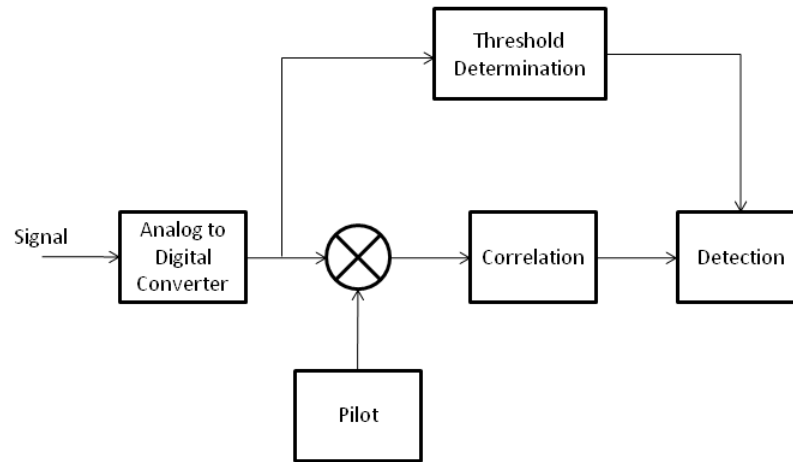 Threshold
Determination
Signal
Analog to
Digital
Converter
Correlation
Detection
Pilot